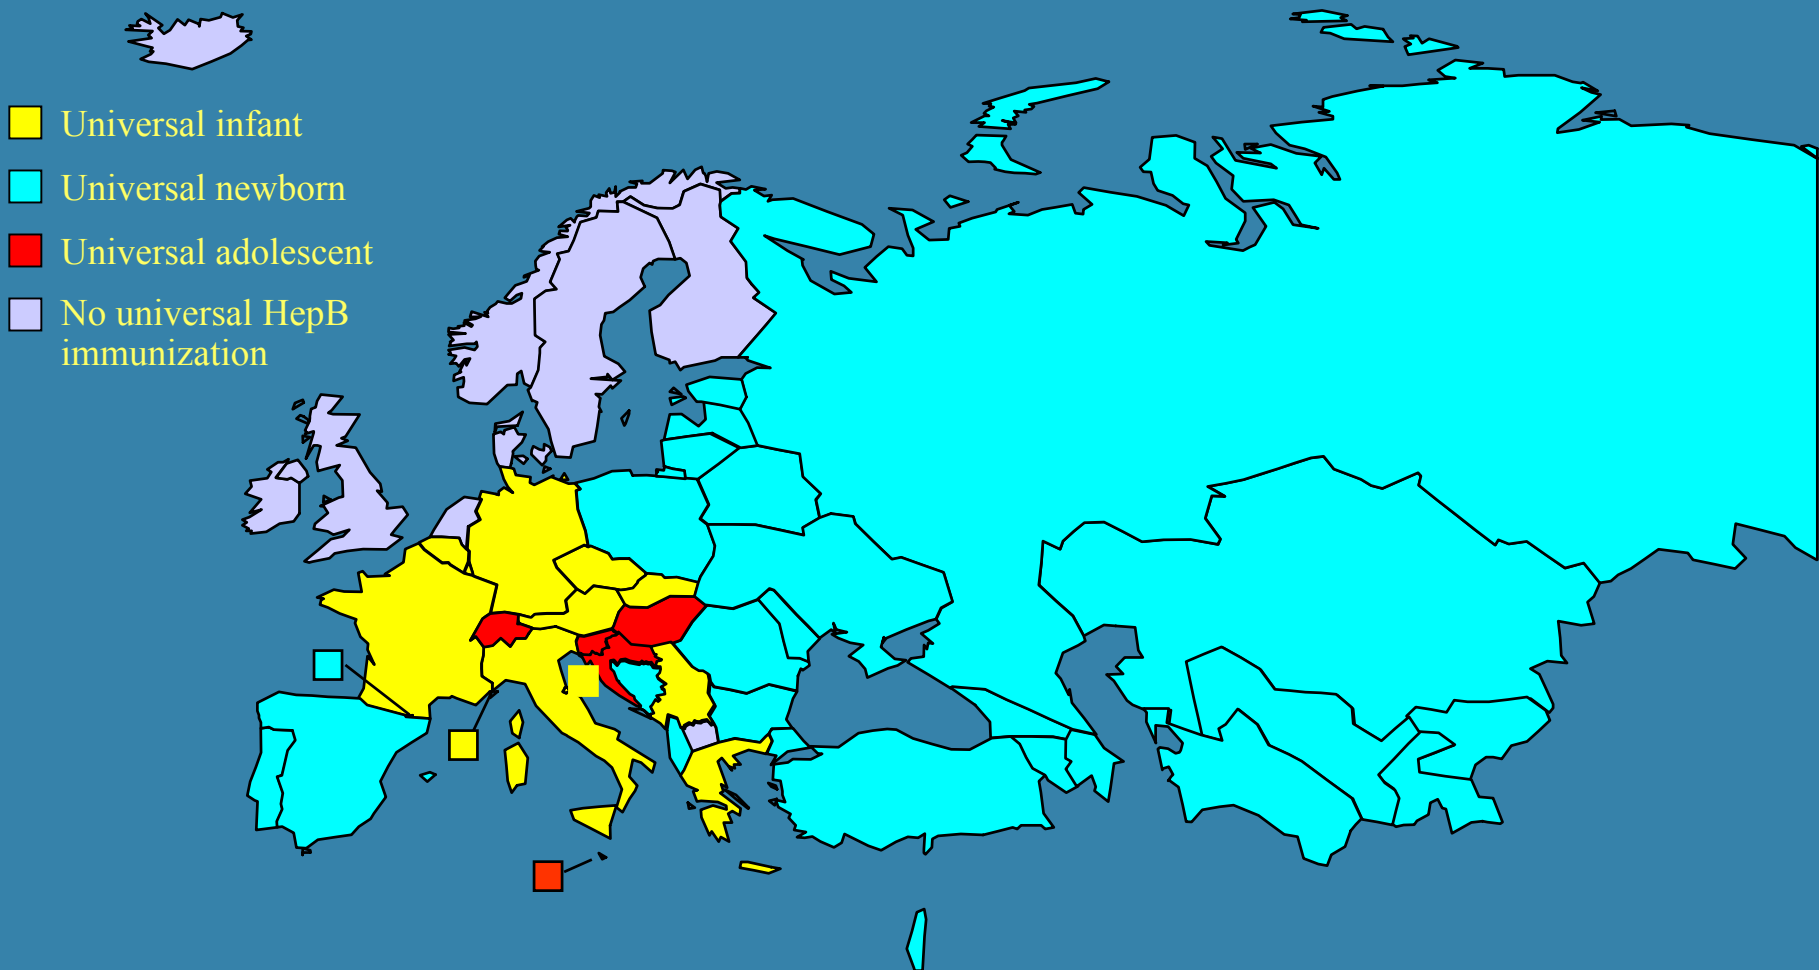 Universal infant
Universal newborn
Universal adolescent
No universal HepB
immunization